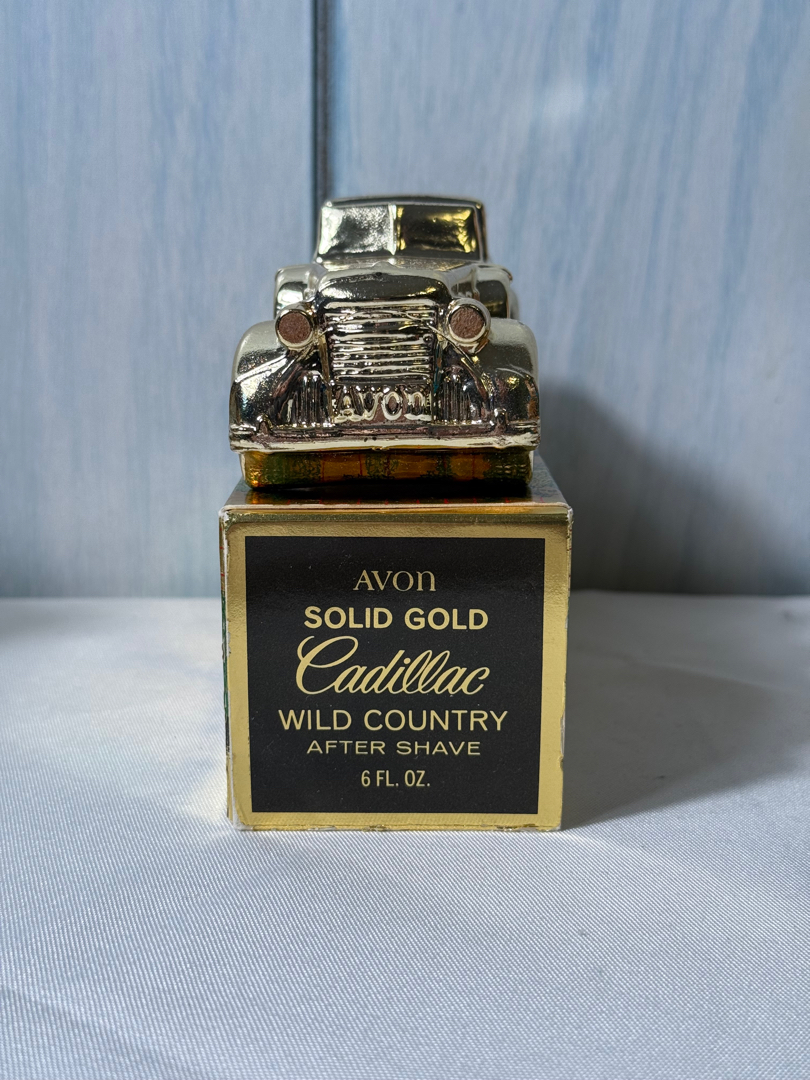 AVON
AVON
SOLID GOLD
Cadillac
WILD COUNTRY
AFTER SHAVE
6 FL. OZ.